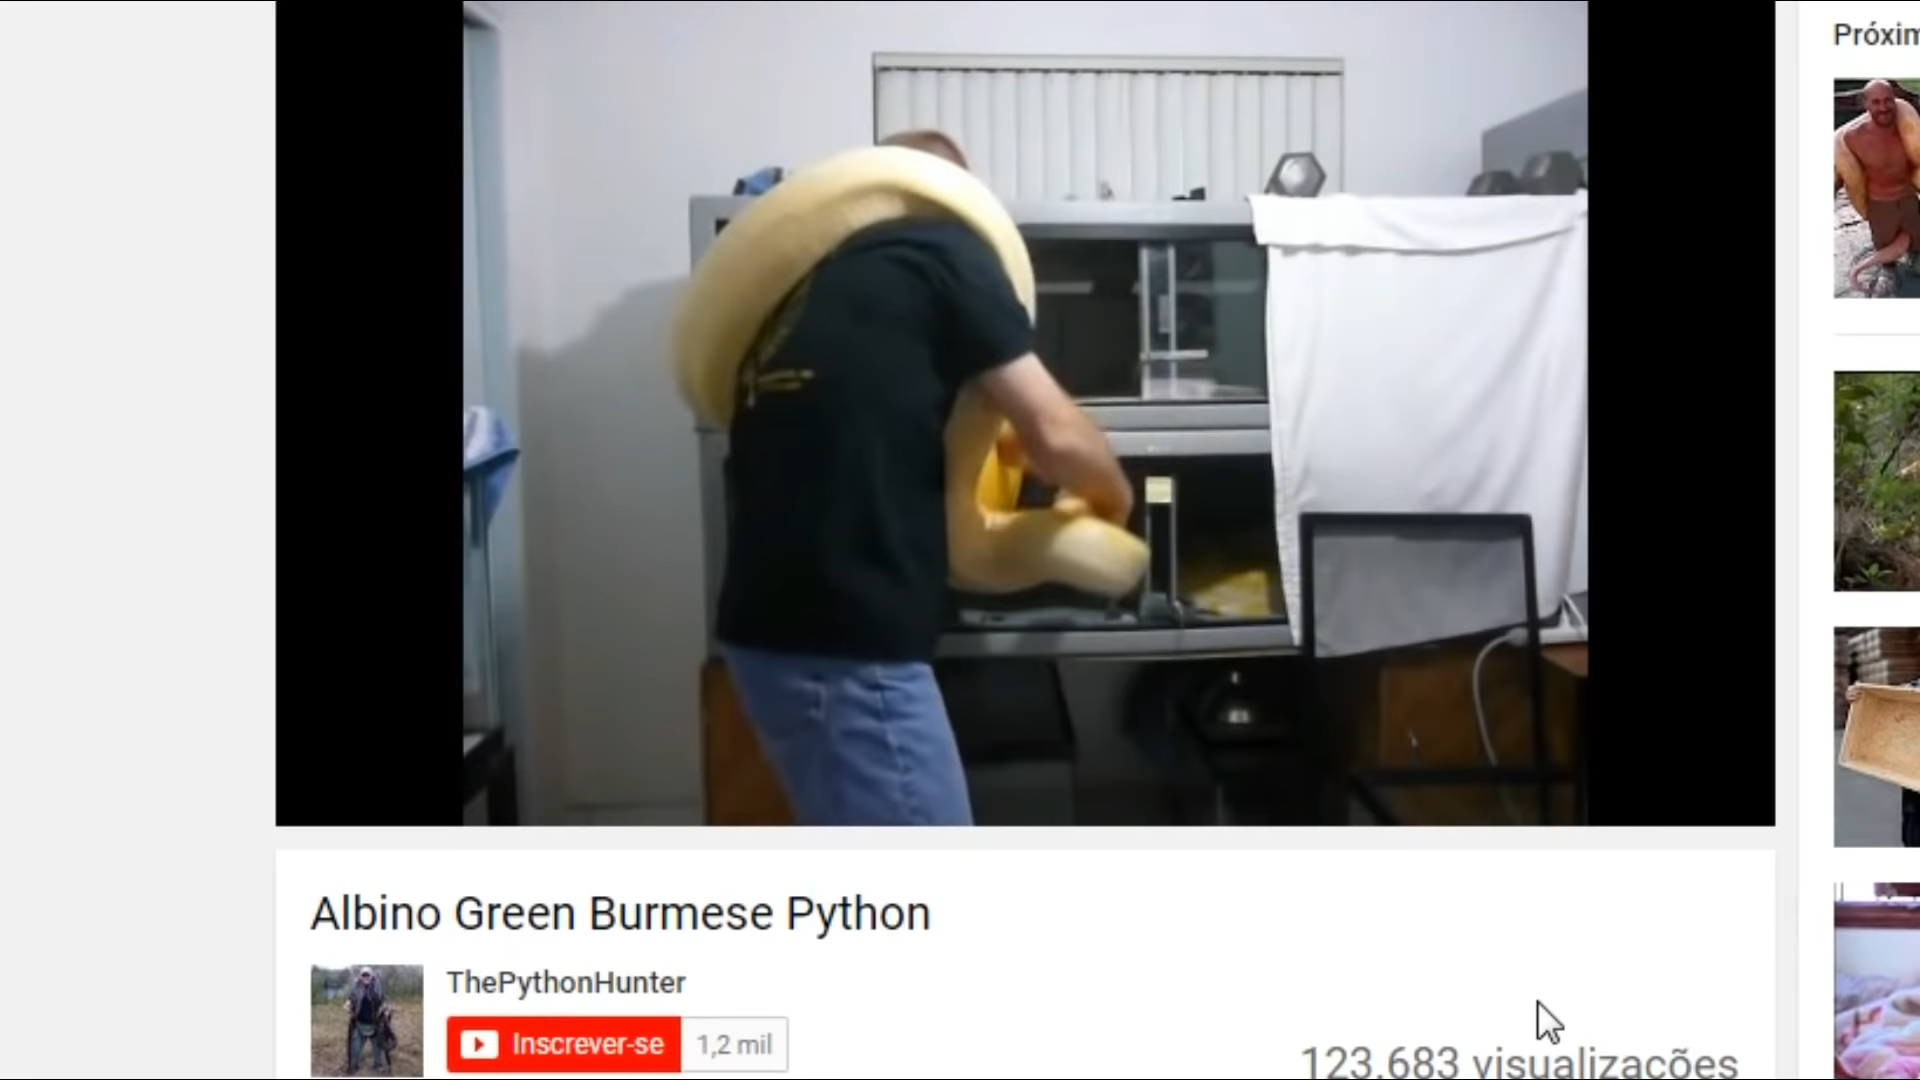 Próxim
Albino Green Burmese Python
ThePythonHunter
Inscrever-se 1,2 mil
123.683 visualizações